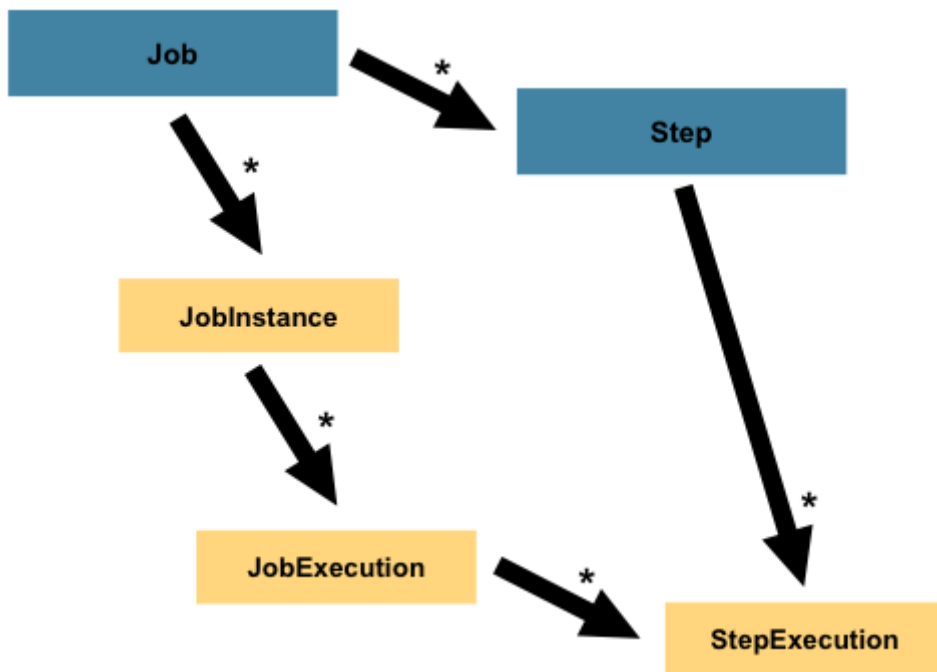 Job
*
Step
*
JobInstance
*
*
JobExecution
*
StepExecution